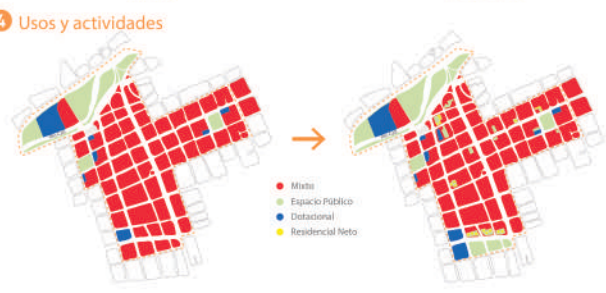 4 Usos y actividades
Mixto
Espacio Público
Dotacional
Residencial Neto